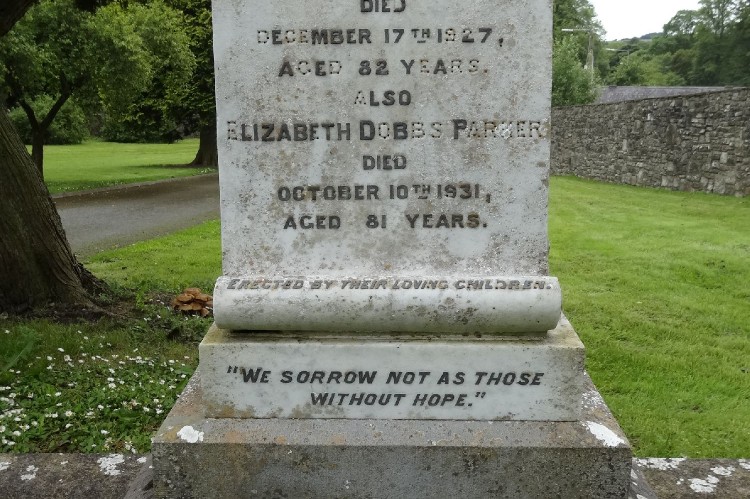 DIED
DECEMBER 17TH 1927,
AGED 82 YEARS.
ALSO
ELIZABETH DOBBS PARKER
DIED
OCTOBER 10TH 1931,
AGED 81 YEARS.
ERECTED BY THEIR LOVING CHILDREN.
"WE SORROW NOT AS THOSE
WITHOUT HOPE."